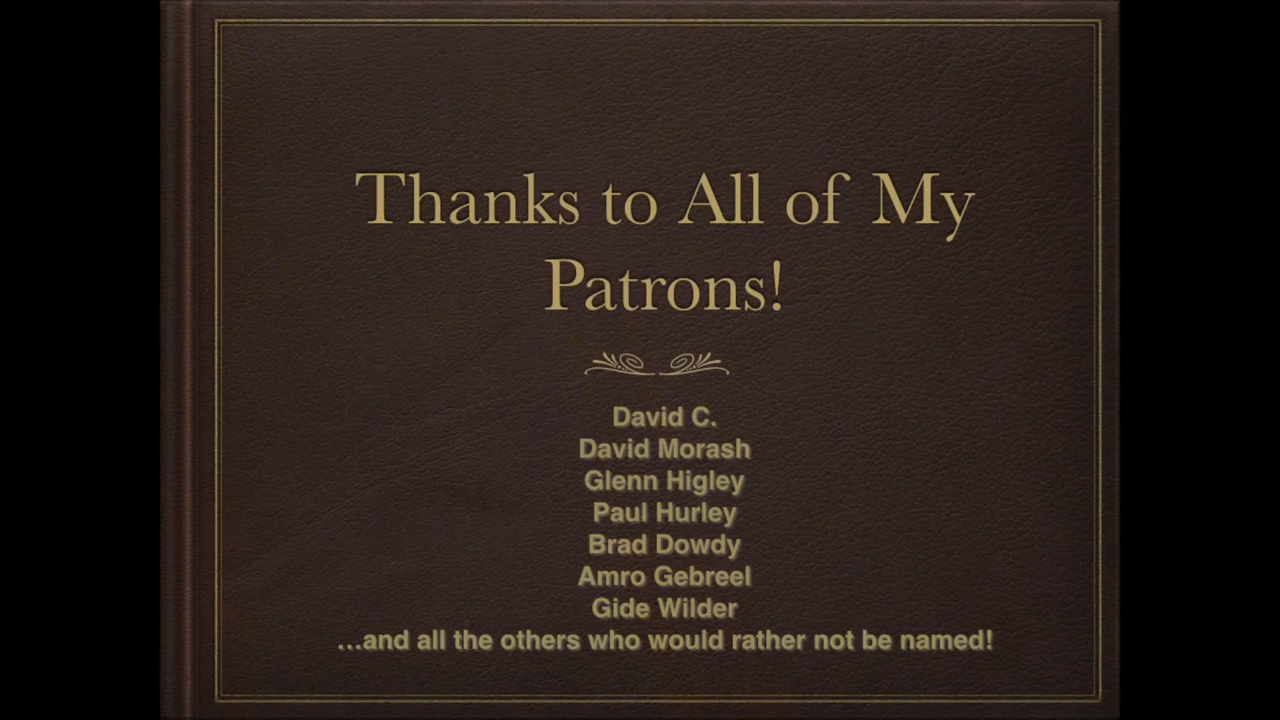 Thanks to All of My
Patrons!
David C.
David Morash
Glenn Higley
Paul Hurley
Brad Dowdy
Amro Gebreel
Gide Wilder
…and all the others who would rather not be named!